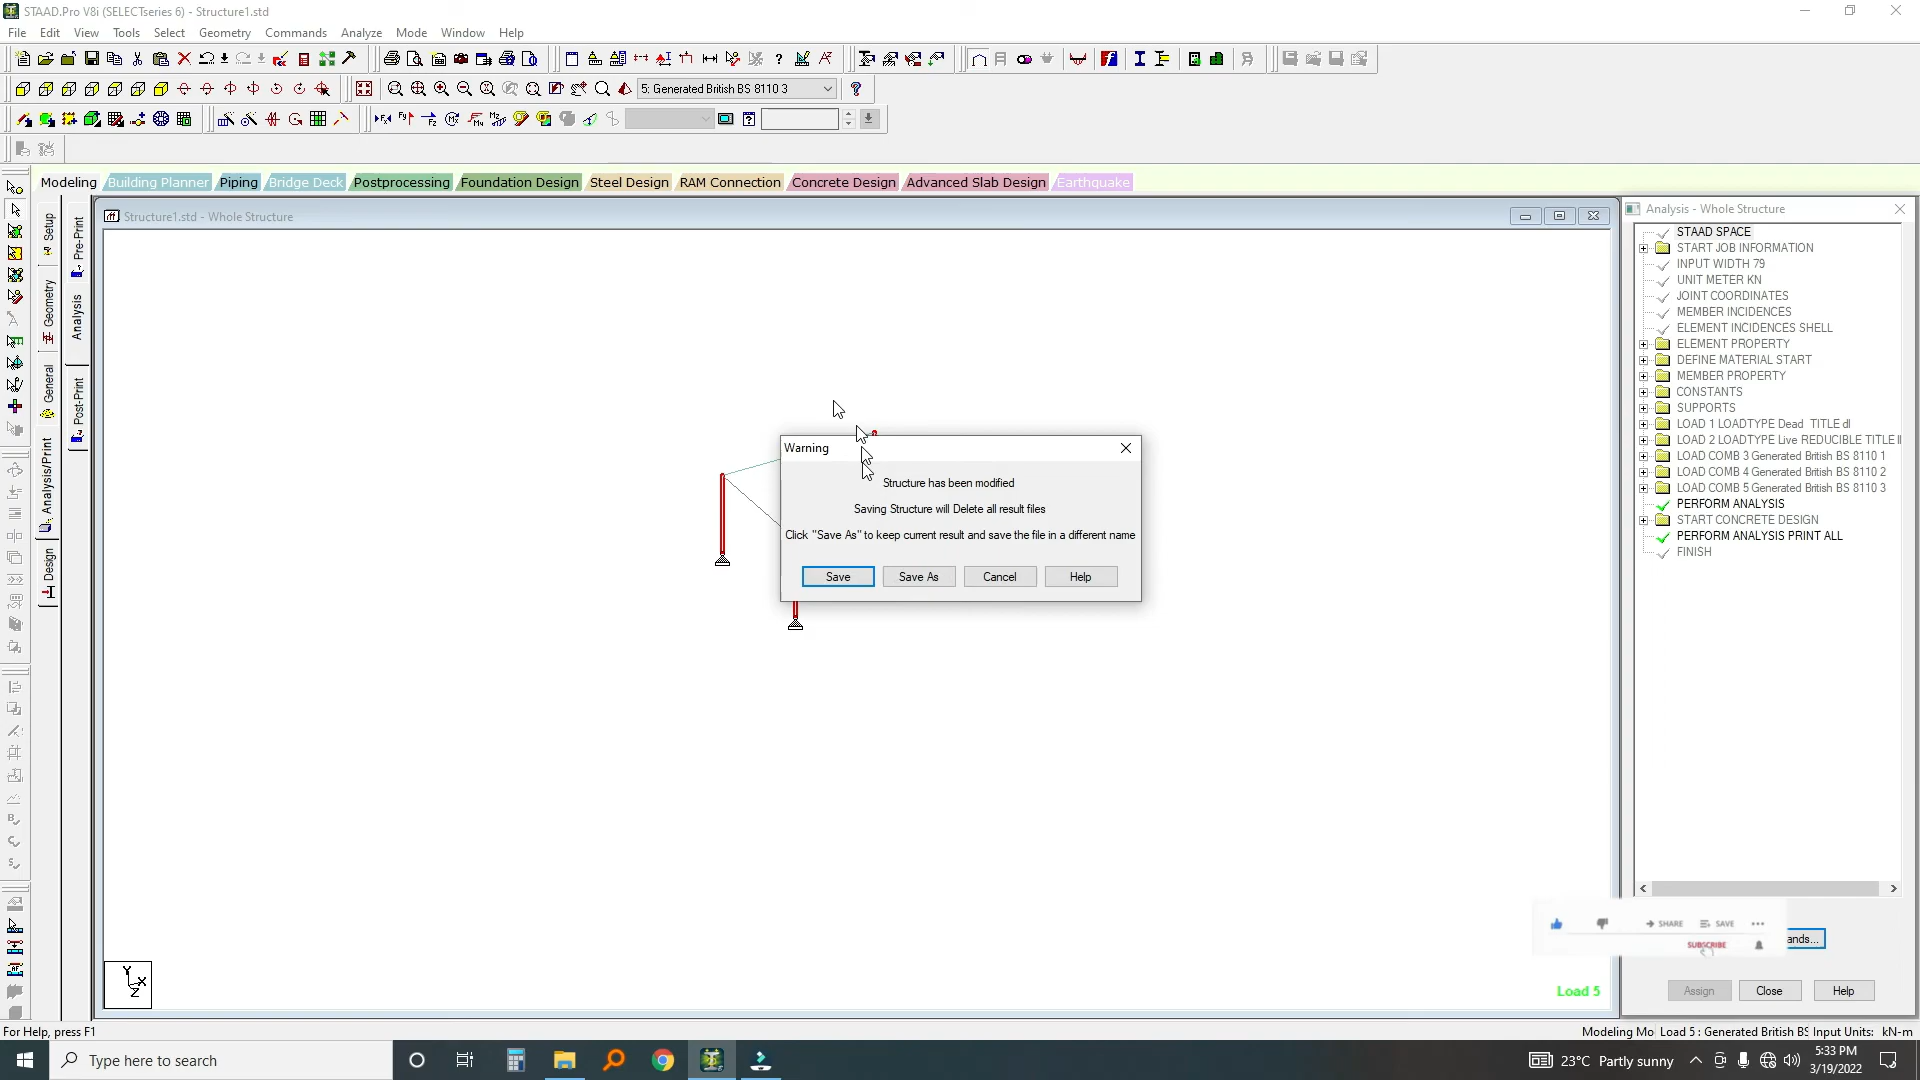 STAAD.Pro V8i (SELECTseries 6) - Structure1.std
File Edit View Tools Select Geometry Commands Analyze Mode Window Help
5: Generated British BS 8110 3
Modeling Building Planner Piping Bridge Deck Postprocessing Foundation Design Steel Design RAM Connection Concrete Design Advanced Slab Design Earthquake
Setup
Geometry
General
Analysis/Print
Design
Pre-Print
Analysis
Post-Print
Structure1.std - Whole Structure
Warning
Structure has been modified
Saving Structure will Delete all result files
Click "Save As" to keep current result and save the file in a different name
Save Save As Cancel Help
Y
X
Z
Load 5
Analysis - Whole Structure
STAAD SPACE
START JOB INFORMATION
INPUT WIDTH 79
UNIT METER KN
JOINT COORDINATES
MEMBER INCIDENCES
ELEMENT INCIDENCES SHELL
ELEMENT PROPERTY
DEFINE MATERIAL START
MEMBER PROPERTY
CONSTANTS
SUPPORTS
LOAD 1 LOADTYPE Dead TITLE dl
LOAD 2 LOADTYPE Live REDUCIBLE TITLE
LOAD COMB 3 Generated British BS 8110 1
LOAD COMB 4 Generated British BS 8110 2
LOAD COMB 5 Generated British BS 8110 3
PERFORM ANALYSIS
START CONCRETE DESIGN
PERFORM ANALYSIS PRINT ALL
FINISH
SHARE SAVE
SUBSCRIBE
ands...
Assign Close Help
For Help, press F1
Modeling Mo Load 5 : Generated British BS Input Units: kN-m
Type here to search
23°C Partly sunny
5:33 PM
3/19/2022